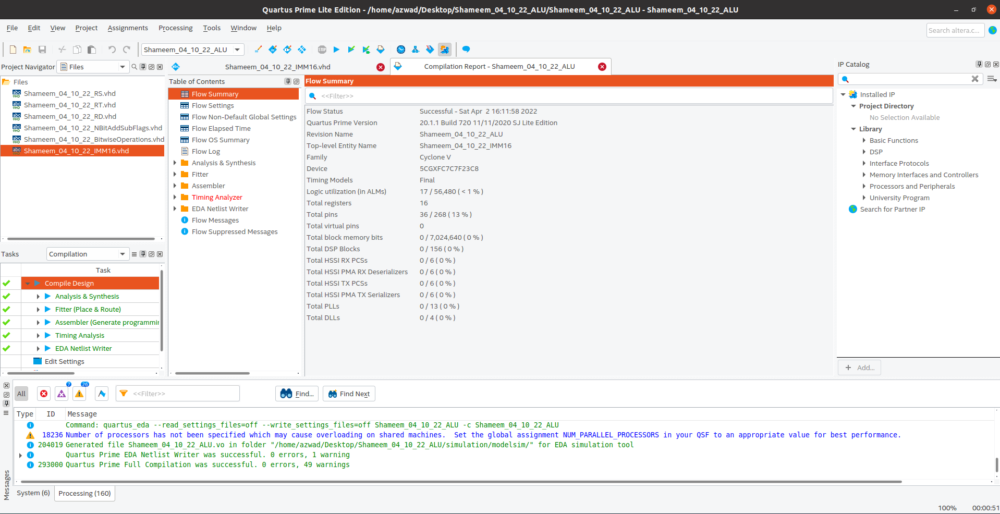 Quartus Prime Lite Edition - /home/azwad/Desktop/Shameem_04_10_22_ALU/Shameem_04_10_22_ALU - Shameem_04_10_22_ALU
File Edit View Project Assignments Processing Tools Window Help
Search altera.c...
Shameem_04_10_22_ALU
STOP
Project Navigator Files
Files
Shameem_04_10_22_RS.vhd
Shameem_04_10_22_RT.vhd
Shameem_04_10_22_RD.vhd
Shameem_04_10_22_NBitAddSubFlags.vhd
Shameem_04_10_22_BitwiseOperations.vhd
Shameem_04_10_22_IMM16.vhd
Tasks Compilation
Task
Compile Design
Analysis & Synthesis
Fitter (Place & Route)
Assembler (Generate programmin
Timing Analysis
EDA Netlist Writer
Edit Settings
Shameem_04_10_22_IMM16.vhd
Compilation Report - Shameem_04_10_22_ALU
Table of Contents
Flow Summary
Flow Settings
Flow Non-Default Global Settings
Flow Elapsed Time
Flow OS Summary
Flow Log
Analysis & Synthesis
Fitter
Assembler
Timing Analyzer
EDA Netlist Writer
Flow Messages
Flow Suppressed Messages
Flow Summary
<<Filter>>
Flow Status Successful - Sat Apr 2 16:11:58 2022
Quartus Prime Version 20.1.1 Build 720 11/11/2020 SJ Lite Edition
Revision Name Shameem_04_10_22_ALU
Top-level Entity Name Shameem_04_10_22_IMM16
Family Cyclone V
Device 5CGXFC7C7F23C8
Timing Models Final
Logic utilization (in ALMs) 17 / 56,480 ( < 1 % )
Total registers 16
Total pins 36 / 268 ( 13 % )
Total virtual pins 0
Total block memory bits 0 / 7,024,640 ( 0 % )
Total DSP Blocks 0 / 156 ( 0 % )
Total HSSI RX PCSs 0 / 6 ( 0 % )
Total HSSI PMA RX Deserializers 0 / 6 ( 0 % )
Total HSSI TX PCSs 0 / 6 ( 0 % )
Total HSSI PMA TX Serializers 0 / 6 ( 0 % )
Total PLLs 0 / 13 ( 0 % )
Total DLLs 0 / 4 ( 0 % )
IP Catalog
Installed IP
Project Directory
No Selection Available
Library
Basic Functions
DSP
Interface Protocols
Memory Interfaces and Controllers
Processors and Peripherals
University Program
Search for Partner IP
+ Add...
All 7 26 <<Filter>> Find... Find Next
Type ID Message
Command: quartus_eda --read_settings_files=off --write_settings_files=off Shameem_04_10_22_ALU -c Shameem_04_10_22_ALU
18236 Number of processors has not been specified which may cause overloading on shared machines. Set the global assignment NUM_PARALLEL_PROCESSORS in your QSF to an appropriate value for best performance.
204019 Generated file Shameem_04_10_22_ALU.vo in folder "/home/azwad/Desktop/Shameem_04_10_22_ALU/simulation/modelsim/" for EDA simulation tool
Quartus Prime EDA Netlist Writer was successful. 0 errors, 1 warning
293000 Quartus Prime Full Compilation was successful. 0 errors, 49 warnings
Messages
System (6) Processing (160)
100% 00:00:51